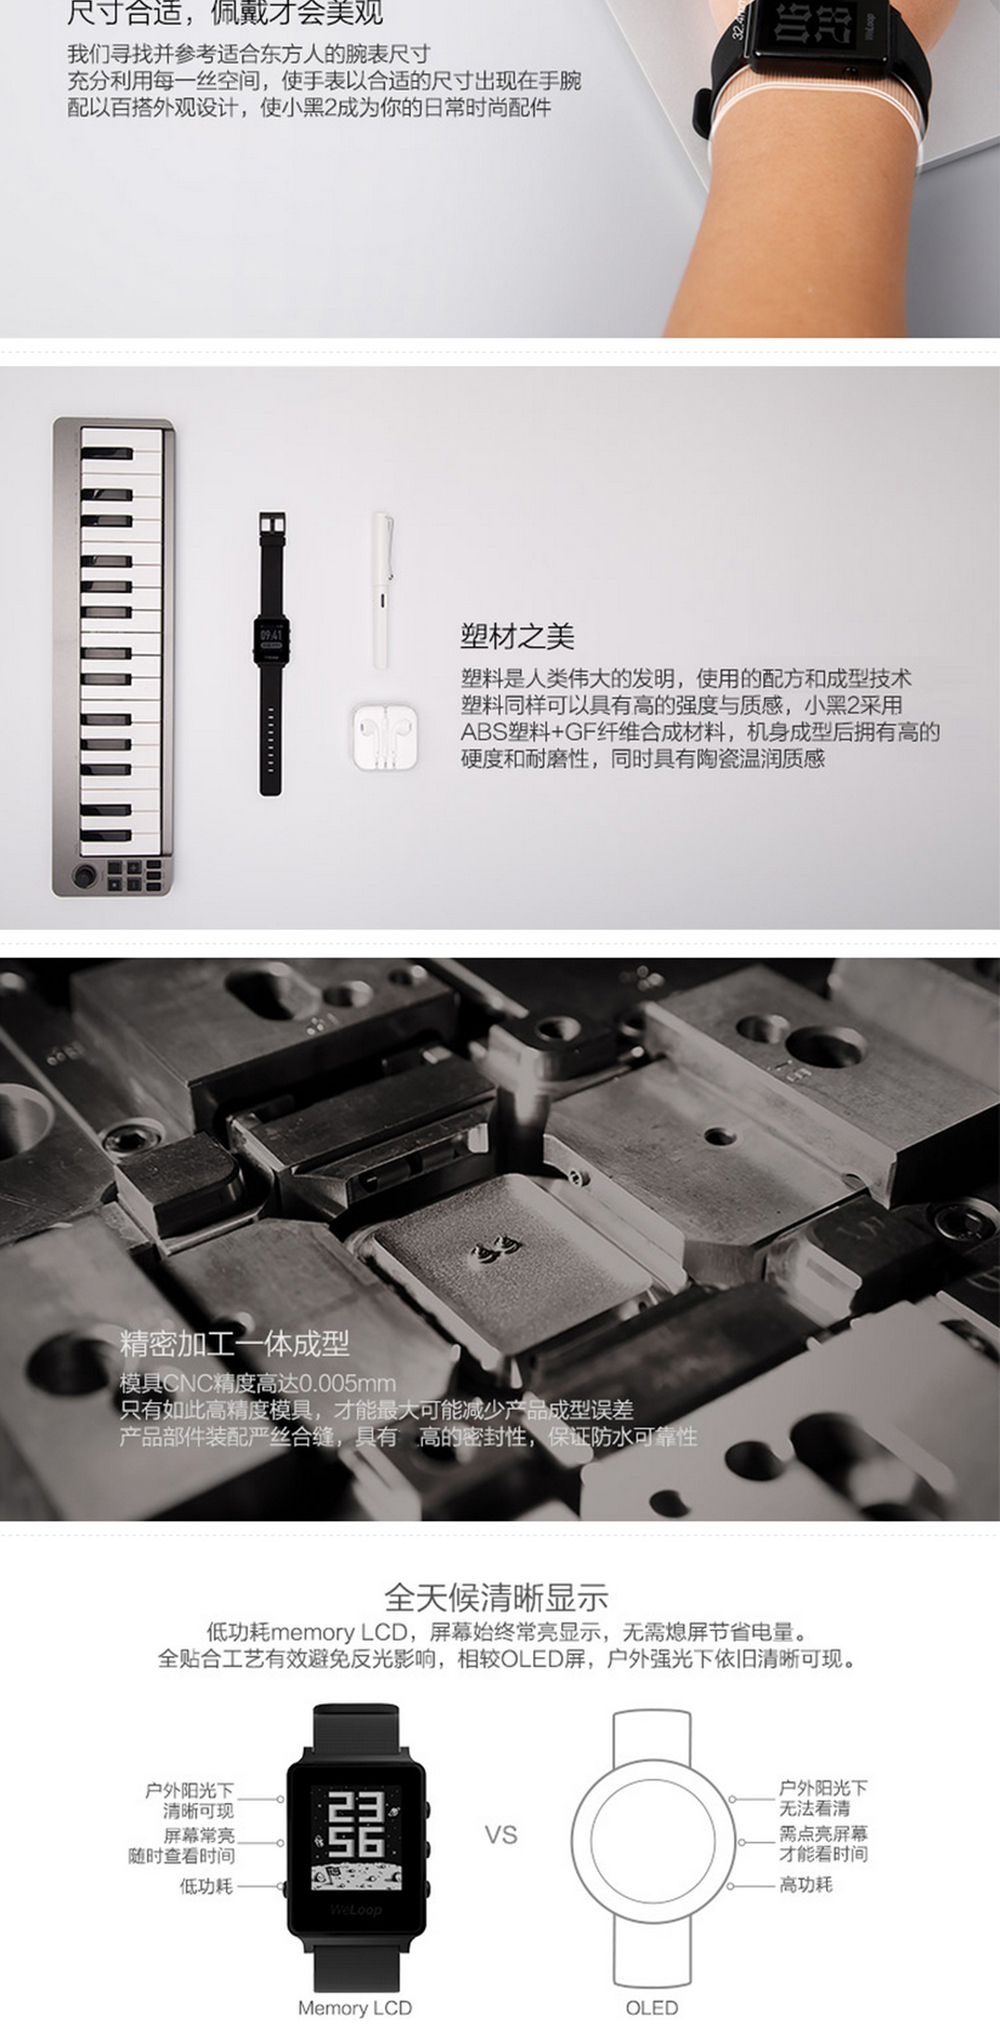 尺寸合适，佩戴才会美观
我们寻找并参考适合东方人的腕表尺寸
充分利用每一丝空间，使手表以合适的尺寸出现在手腕
配以百搭外观设计，使小黑2成为你的日常时尚配件
WeLoop
09:41
塑材之美
塑料是人类伟大的发明，使用的配方和成型技术
塑料同样可以具有高的强度与质感，小黑2采用
ABS塑料+GF纤维合成材料，机身成型后拥有高的
硬度和耐磨性，同时具有陶瓷温润质感
精密加工一体成型
模具CNC精度高达0.005mm
只有如此高精度模具，才能最大可能减少产品成型误差
产品部件装配严丝合缝，具有 高的密封性，保证防水可靠性
全天候清晰显示
低功耗memory LCD，屏幕始终常亮显示，无需熄屏节省电量。
全贴合工艺有效避免反光影响，相较OLED屏，户外强光下依旧清晰可现。
户外阳光下
清晰可现
屏幕常亮
随时查看时间
低功耗
23
56
WeLoop
Memory LCD
VS
户外阳光下
无法看清
需点亮屏幕
才能看时间
高功耗
OLED